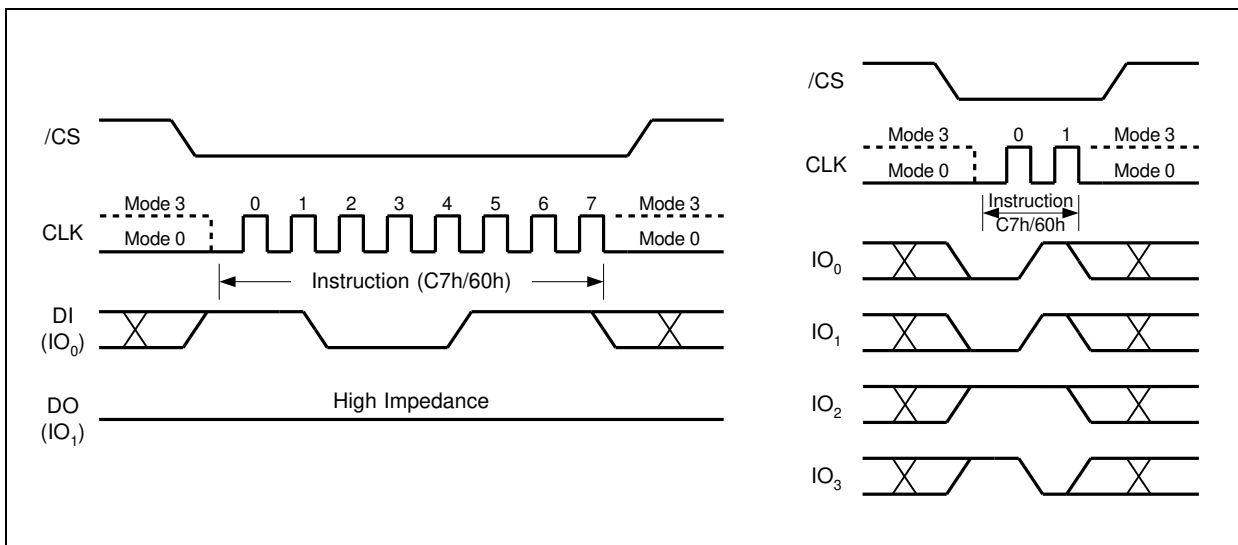 /CS
Mode 3 0 1 2 3 4 5 6 7 Mode 3
CLK Mode 0 Mode 0
Instruction (C7h/60h)
DI
(IO0)
High Impedance
DO
(IO1)
/CS
Mode 3 0 1 Mode 3
CLK Mode 0 Mode 0
Instruction
C7h/60h
IO0
IO1
IO2
IO3